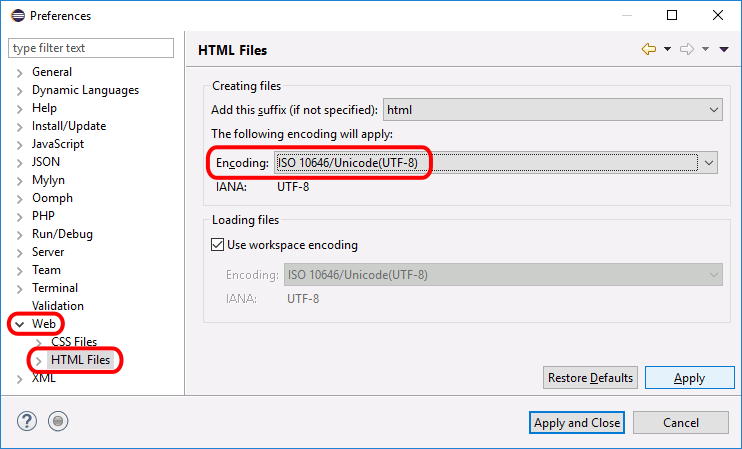 Preferences
type filter text
General
Dynamic Languages
Help
Install/Update
JavaScript
JSON
Mylyn
Oomph
PHP
Run/Debug
Server
Team
Terminal
Validation
Web
CSS Files
HTML Files
XML
HTML Files
Creating files
Add this suffix (if not specified): html
The following encoding will apply:
Encoding: ISO 10646/Unicode(UTF-8)
IANA: UTF-8
Loading files
Use workspace encoding
Encoding: ISO 10646/Unicode(UTF-8)
IANA: UTF-8
Restore Defaults Apply
? Apply and Close Cancel